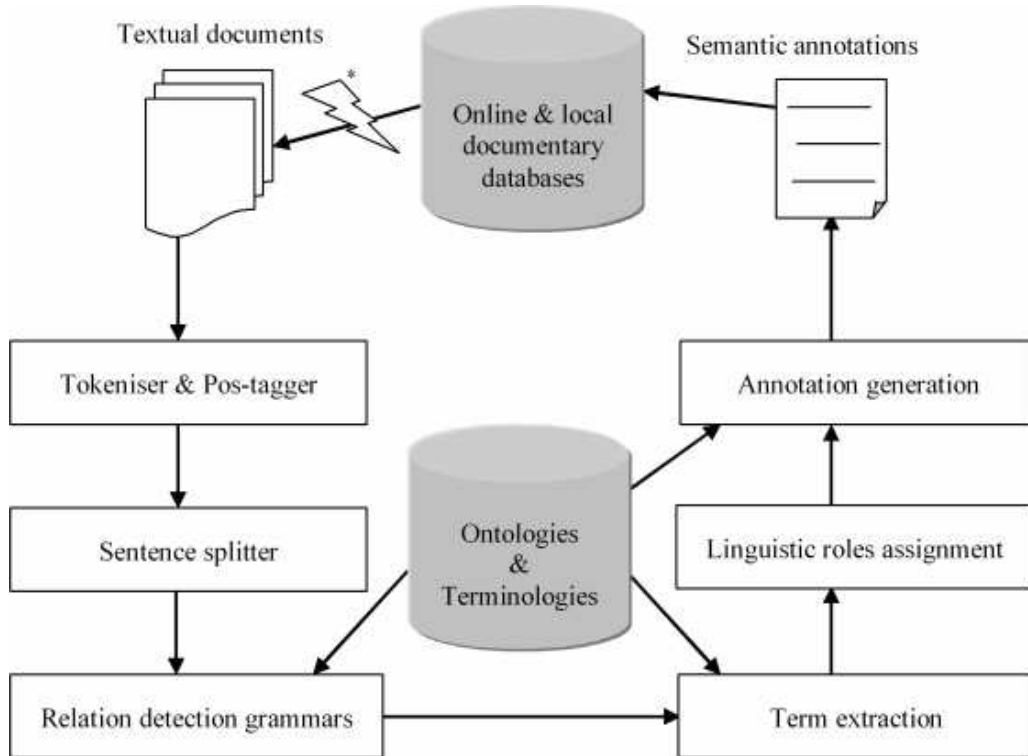 Textual documents
*
Semantic annotations
Online & local
documentary
databases
Tokeniser & Pos-tagger
Annotation generation
Sentence splitter
Ontologies
&
Terminologies
Linguistic roles assignment
Relation detection grammars
Term extraction